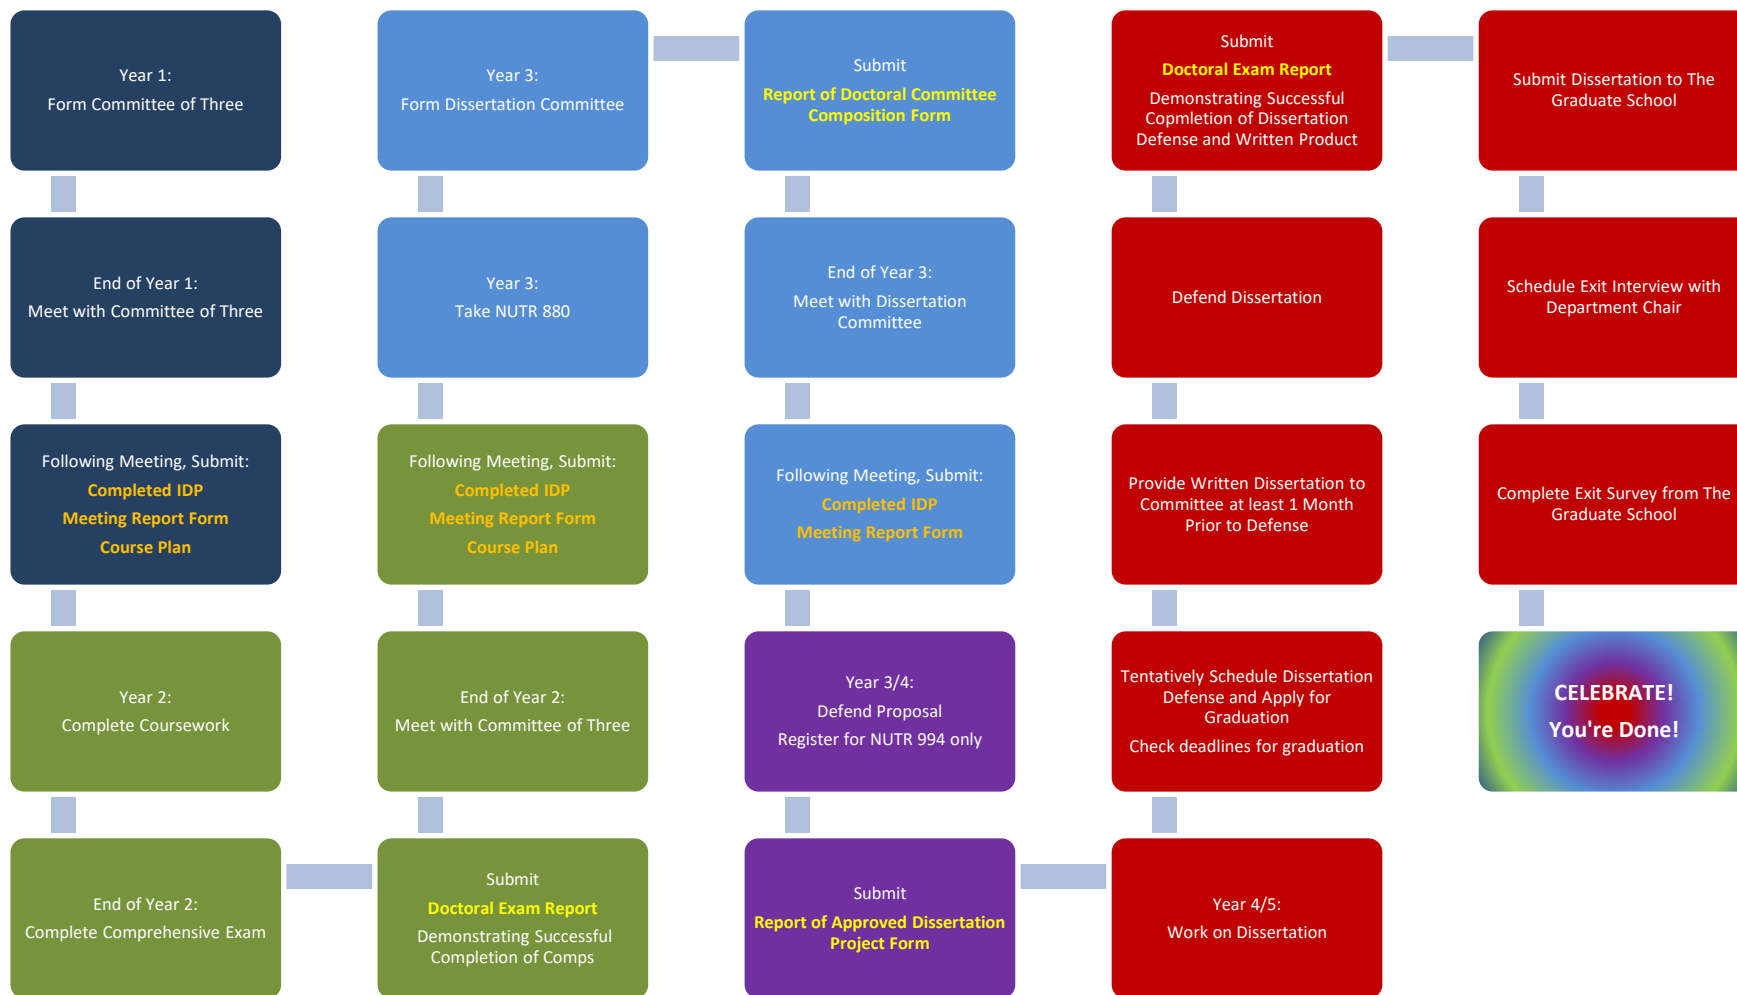 Year 1:
Form Committee of Three
End of Year 1:
Meet with Committee of Three
Following Meeting, Submit:
Completed IDP
Meeting Report Form
Course Plan
Year 2:
Complete Coursework
End of Year 2:
Complete Comprehensive Exam
Submit
Doctoral Exam Report
Demonstrating Successful
Completion of Comps
End of Year 2:
Meet with Committee of Three
Following Meeting, Submit:
Completed IDP
Meeting Report Form
Course Plan
Year 3:
Take NUTR 880
Year 3:
Form Dissertation Committee
Submit
Report of Doctoral Committee
Composition Form
End of Year 3:
Meet with Dissertation
Committee
Following Meeting, Submit:
Completed IDP
Meeting Report Form
Year 3/4:
Defend Proposal
Register for NUTR 994 only
Submit
Report of Approved Dissertation
Project Form
Year 4/5:
Work on Dissertation
Tentatively Schedule Dissertation
Defense and Apply for
Graduation
Check deadlines for graduation
Provide Written Dissertation to
Committee at least 1 Month
Prior to Defense
Defend Dissertation
Submit
Doctoral Exam Report
Demonstrating Successful
Copmletion of Dissertation
Defense and Written Product
Submit Dissertation to The
Graduate School
Schedule Exit Interview with
Department Chair
Complete Exit Survey from The
Graduate School
CELEBRATE!
You're Done!